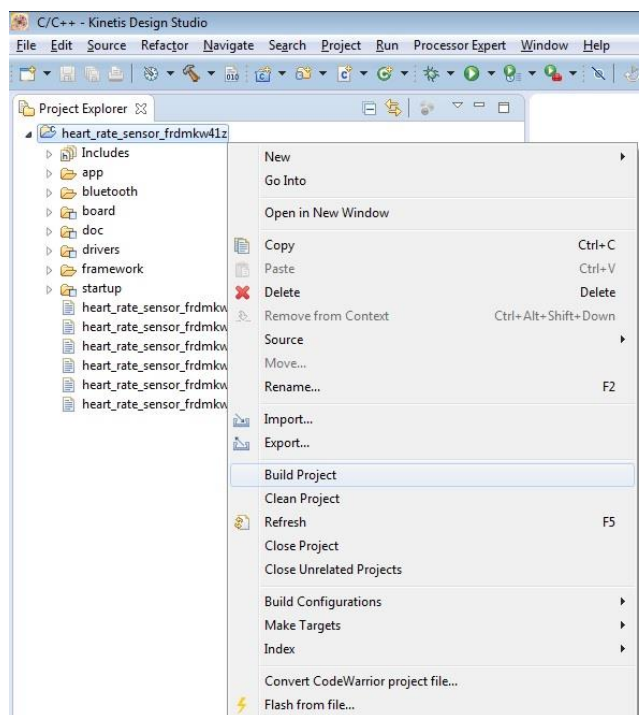 C/C++ - Kinetis Design Studio
File Edit Source Refactor Navigate Search Project Run Processor Expert Window Help
Project Explorer
heart_rate_sensor_frdmkw41z
Includes
app
bluetooth
board
doc
drivers
framework
startup
heart_rate_sensor_frdmkw
heart_rate_sensor_frdmkw
heart_rate_sensor_frdmkw
heart_rate_sensor_frdmkw
heart_rate_sensor_frdmkw
heart_rate_sensor_frdmkw
New
Go Into
Open in New Window
Copy Ctrl+C
Paste Ctrl+V
Delete Delete
Remove from Context Ctrl+Alt+Shift+Down
Source
Move...
Rename... F2
Import...
Export...
Build Project
Clean Project
Refresh F5
Close Project
Close Unrelated Projects
Build Configurations
Make Targets
Index
Convert CodeWarrior project file...
Flash from file...